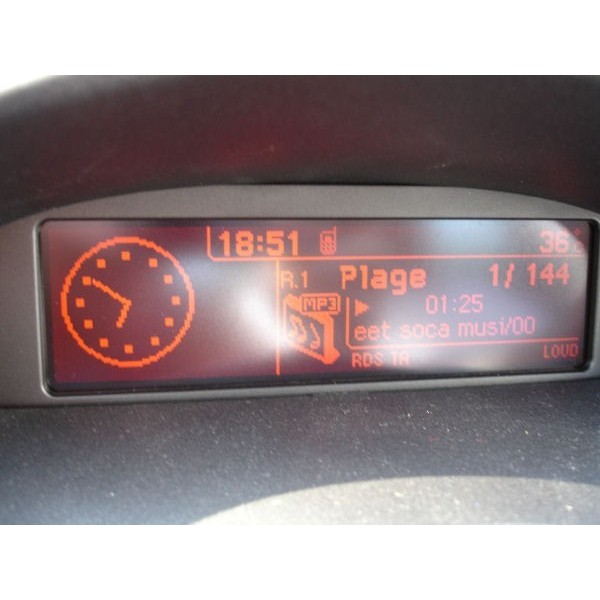 18:51 36°C
R.1 Plage 1/ 144
MP3 01:25
eet soca musi/00
RDS TA LOUD